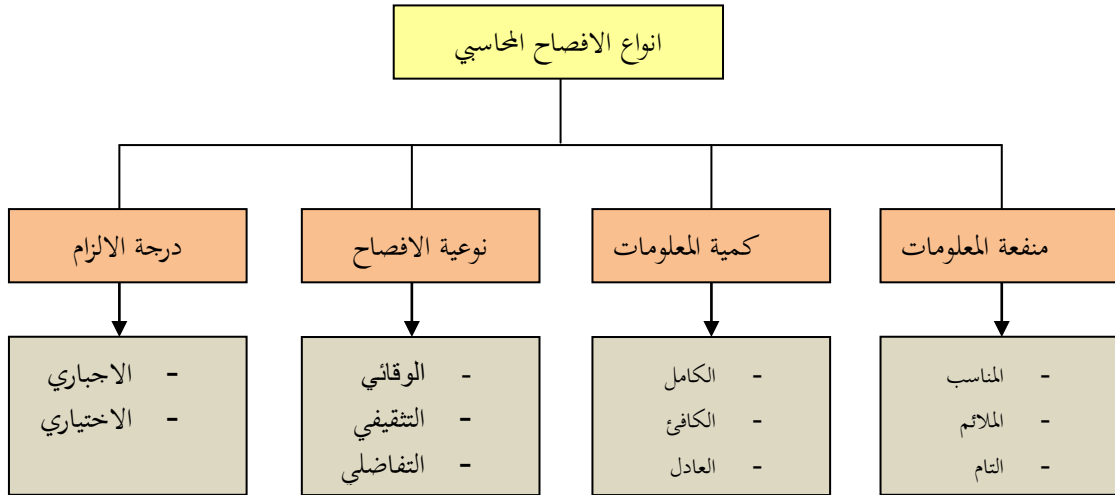 انواع الافصاح المحاسبي
منفعة المعلومات
كمية المعلومات
نوعية الافصاح
درجة الالزام
- المناسب
- الملائم
- التام
- الكامل
- الكافئ
- العادل
- الوقائي
- التثقيفي
- التفاضلي
- الاجباري
- الاختياري